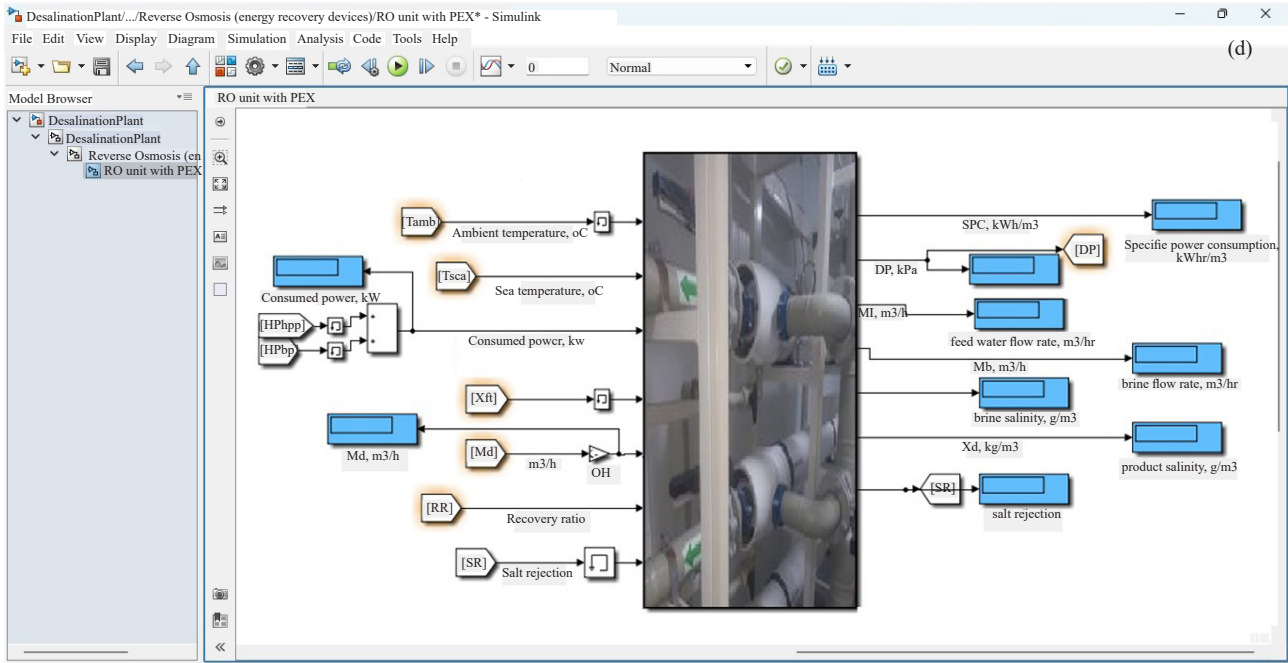 DesalinationPlant/.../Reverse Osmosis (energy recovery devices)/RO unit with PEX* - Simulink
File Edit View Display Diagram Simulation Analysis Code Tools Help
(d)
0
Normal
Model Browser
RO unit with PEX
DesalinationPlant
DesalinationPlant
Reverse Osmosis (en
RO unit with PEX
[Tamb]
Ambient temperature, oC
[Tsca]
Sea temperature, oC
Consumed power, kW
[HPhpp]
[HPbp]
Consumed powcr, kw
[Xft]
Md, m3/h
[Md]
m3/h
OH
[RR]
Recovery ratio
[SR]
Salt rejection
SPC, kWh/m3
Specifie power consumption,
kWhr/m3
[DP]
DP, kPa
MI, m3/h
feed water flow rate, m3/hr
Mb, m3/h
brine flow rate, m3/hr
brine salinity, g/m3
Xd, kg/m3
product salinity, g/m3
[SR]
salt rejection